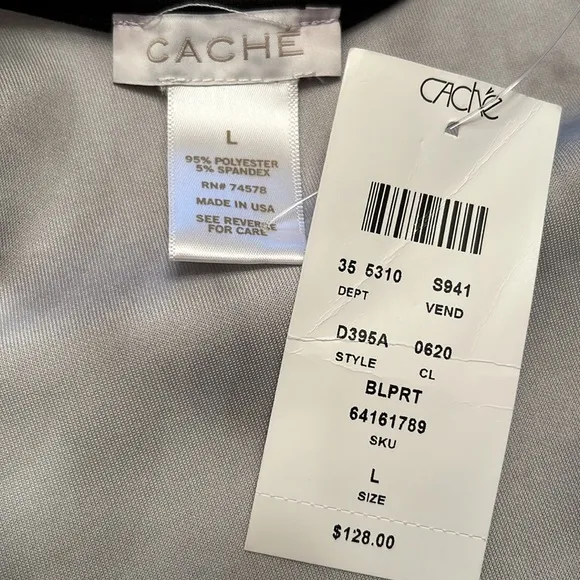 CACHÉ
L
95% POLYESTER
5% SPANDEX
RN# 74578
MADE IN USA
SEE REVERSE
FOR CARE
Caché
35 5310 S941
DEPT VEND
D395A 0620
STYLE CL
BLPRT
64161789
SKU
L
SIZE
$128.00